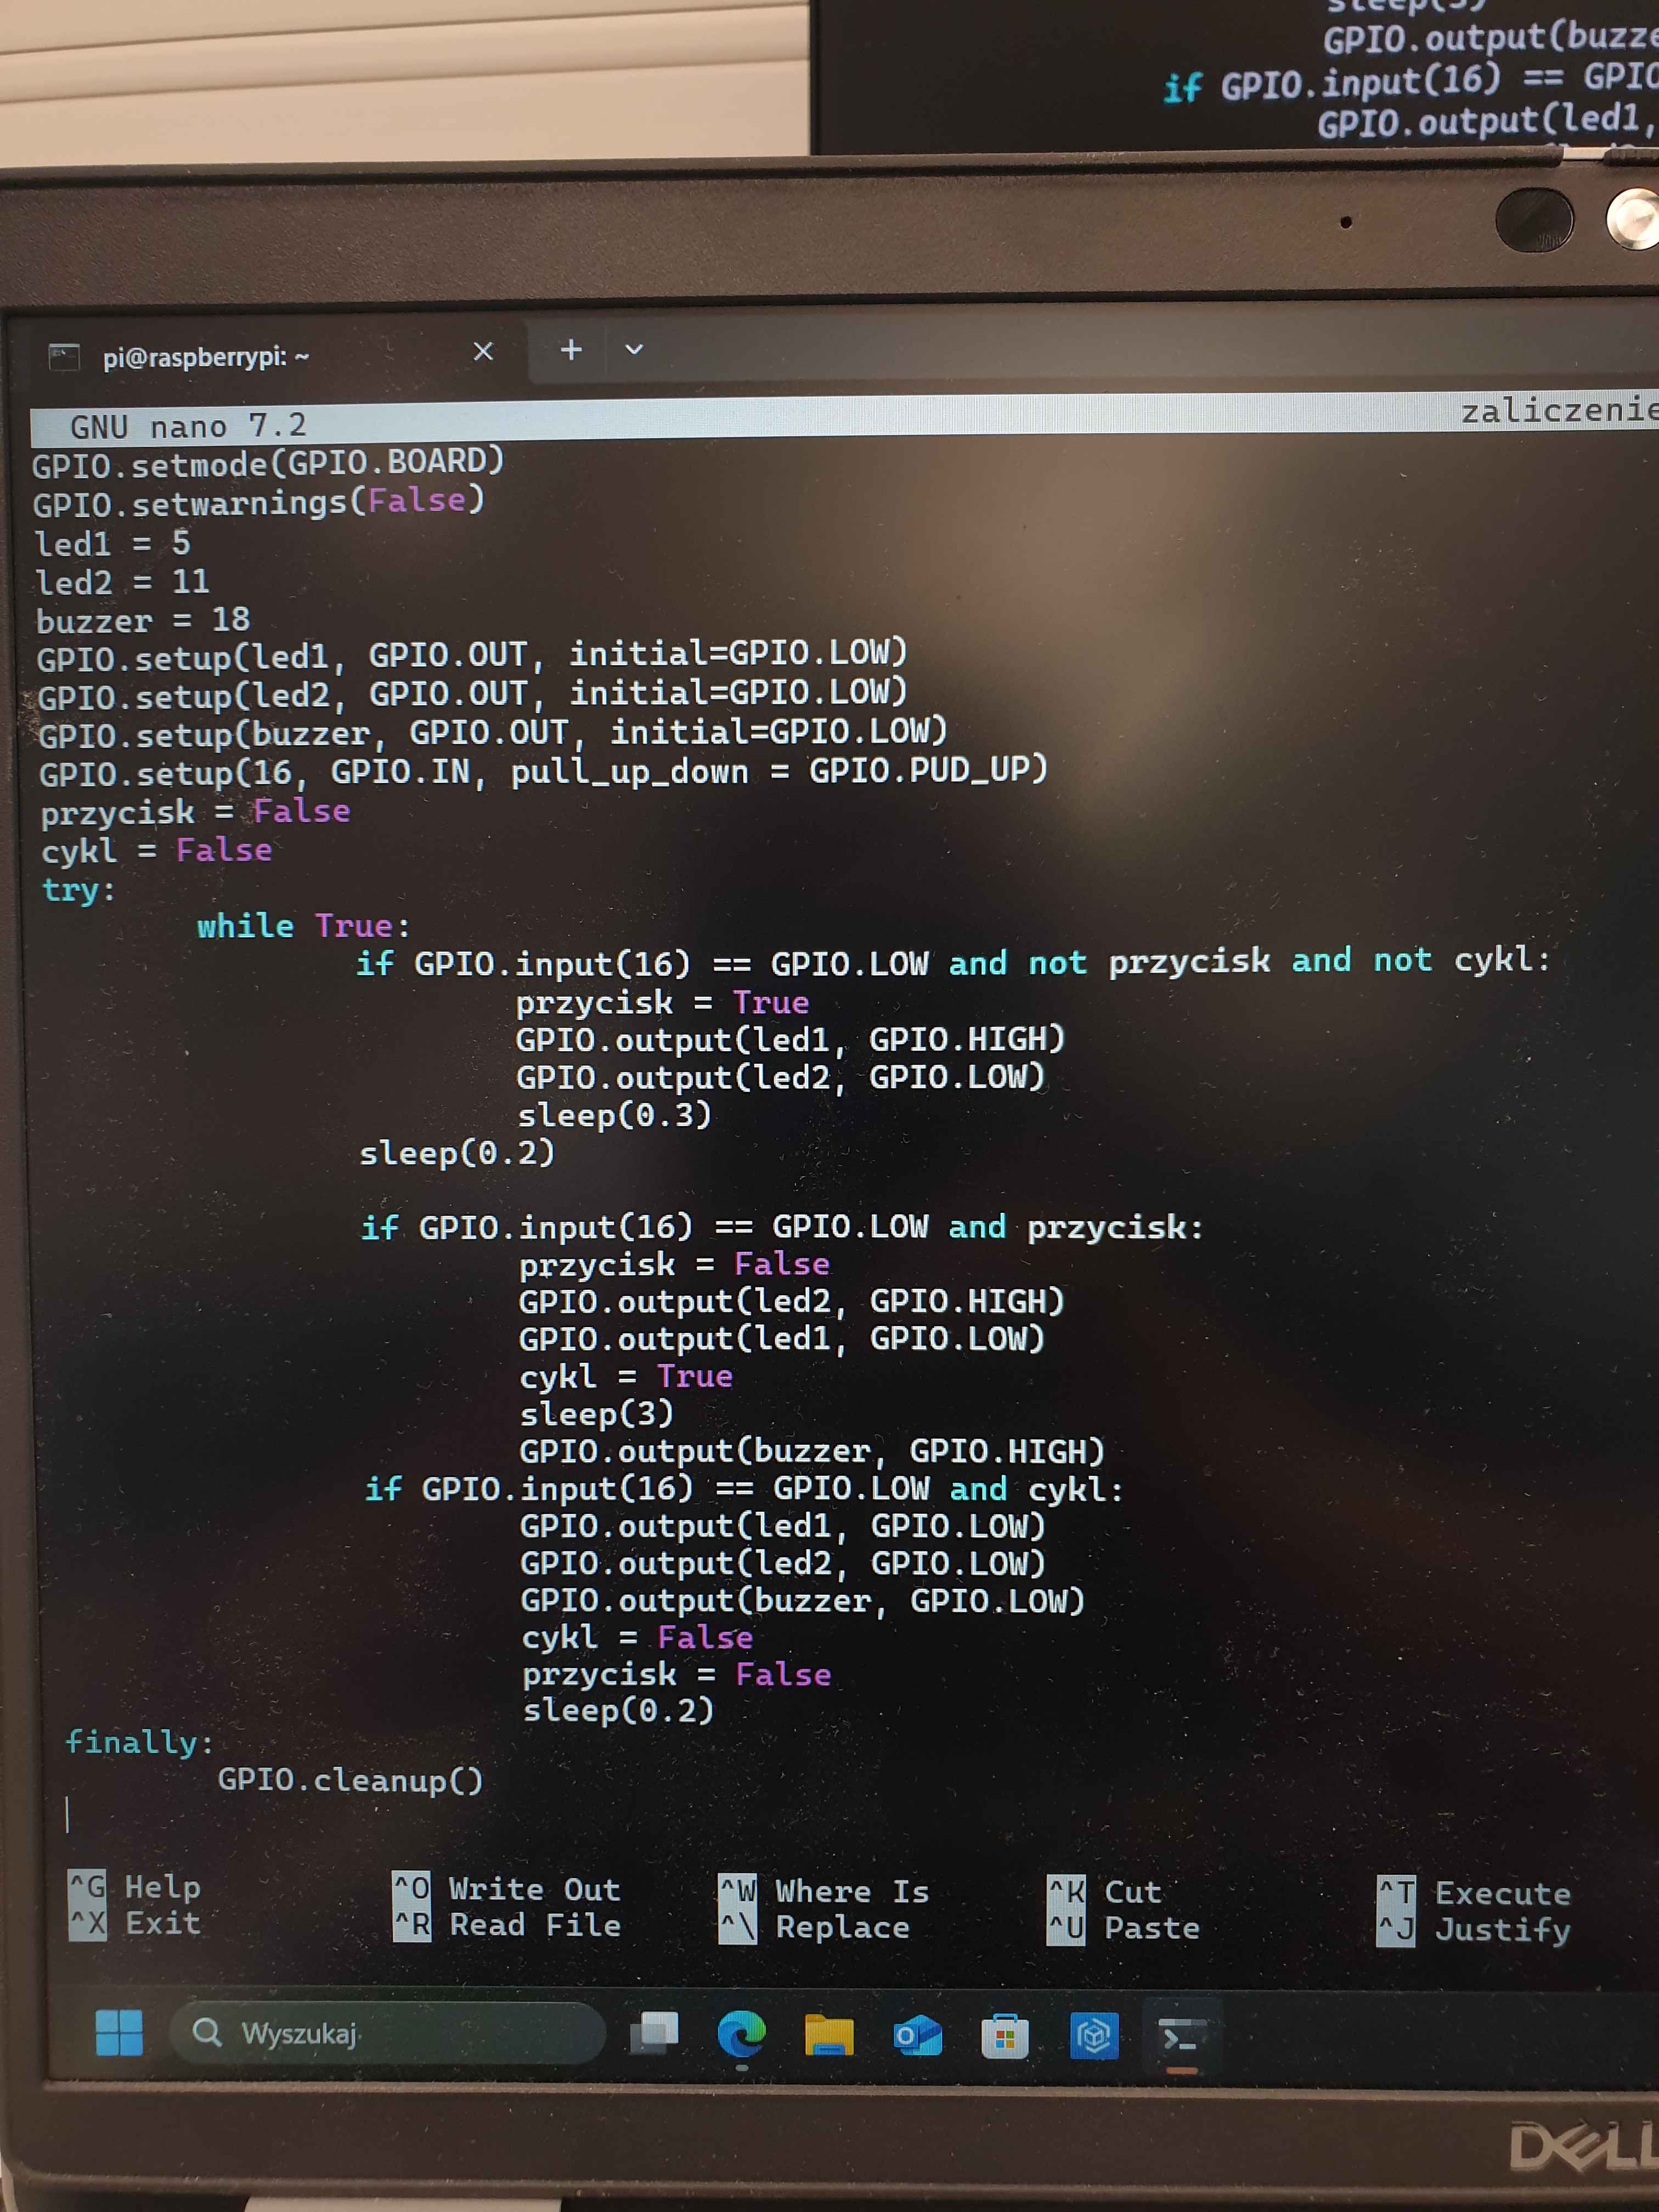 GPIO.output(
if GPIO.input(16) ==
GPIO.output(led1,
pi@raspberrypi: ~
GNU nano 7.2 zaliczenie
GPIO.setmode(GPIO.BOARD)
GPIO.setwarnings(False)
led1 = 5
led2 = 11
buzzer = 18
GPIO.setup(led1, GPIO.OUT, initial=GPIO.LOW)
GPIO.setup(led2, GPIO.OUT, initial=GPIO.LOW)
GPIO.setup(buzzer, GPIO.OUT, initial=GPIO.LOW)
GPIO.setup(16, GPIO.IN, pull_up_down = GPIO.PUD_UP)
przycisk = False
cykl = False
try:
while True:
if GPIO.input(16) == GPIO.LOW and not przycisk and not cykl:
przycisk = True
GPIO.output(led1, GPIO.HIGH)
GPIO.output(led2, GPIO.LOW)
sleep(0.3)
sleep(0.2)
if GPIO.input(16) == GPIO.LOW and przycisk:
przycisk = False
GPIO.output(led2, GPIO.HIGH)
GPIO.output(led1, GPIO.LOW)
cykl = True
sleep(3)
GPIO.output(buzzer, GPIO.HIGH)
if GPIO.input(16) == GPIO.LOW and cykl:
GPIO.output(led1, GPIO.LOW)
GPIO.output(led2, GPIO.LOW)
GPIO.output(buzzer, GPIO.LOW)
cykl = False
przycisk = False
sleep(0.2)
finally:
GPIO.cleanup()
^G Help ^O Write Out ^W Where Is ^K Cut ^T Execute
^X Exit ^R Read File ^\ Replace ^U Paste ^J Justify
Wyszukaj
DELL